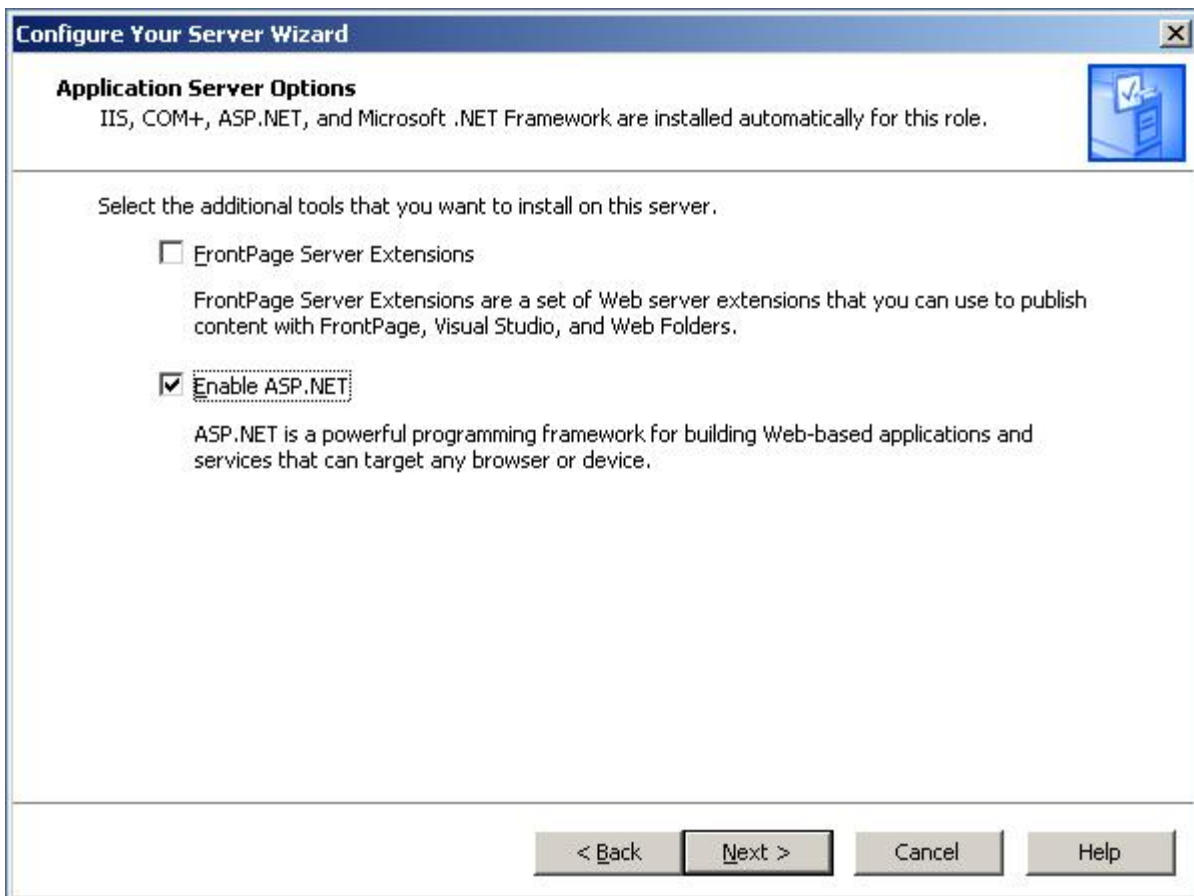 Configure Your Server Wizard
Application Server Options
IIS, COM+, ASP.NET, and Microsoft .NET Framework are installed automatically for this role.
Select the additional tools that you want to install on this server.
FrontPage Server Extensions
FrontPage Server Extensions are a set of Web server extensions that you can use to publish
content with FrontPage, Visual Studio, and Web Folders.
Enable ASP.NET
ASP.NET is a powerful programming framework for building Web-based applications and
services that can target any browser or device.
< Back Next > Cancel Help